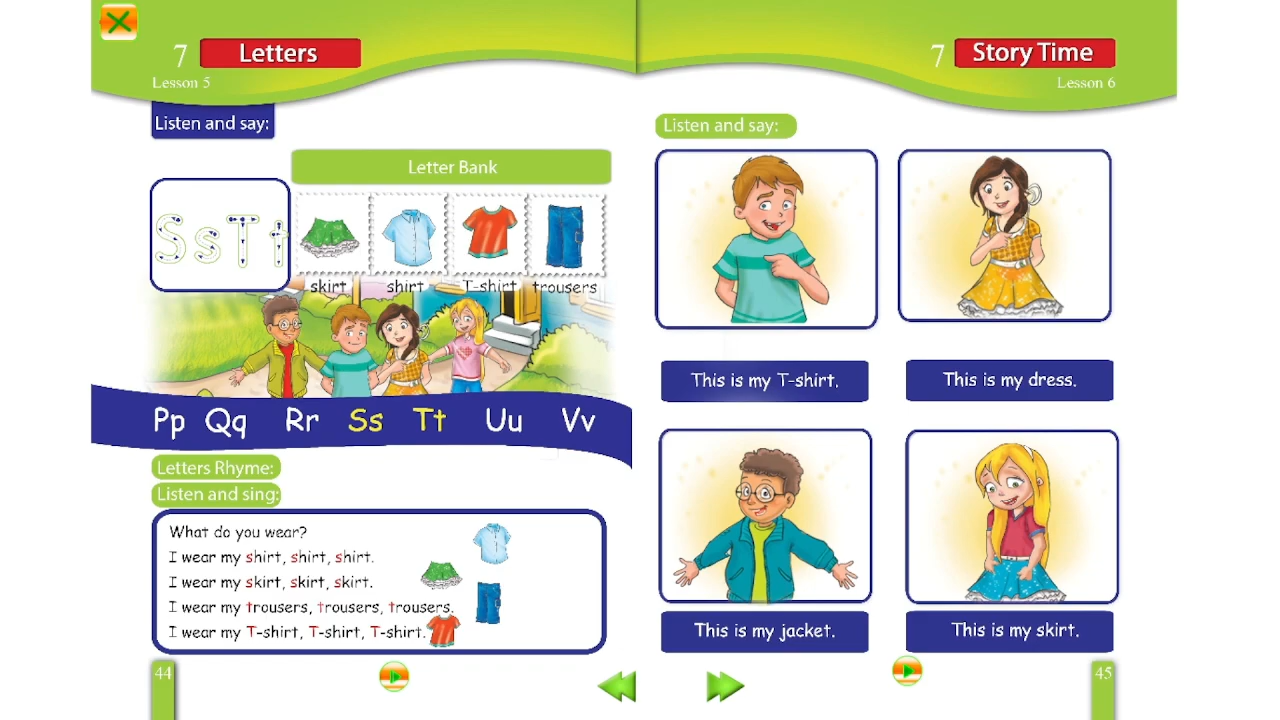 7 Letters
Lesson 5
Listen and say:
Letter Bank
S s T t
skirt shirt T-shirt trousers
Pp Qq Rr Ss Tt Uu Vv
Letters Rhyme:
Listen and sing:
What do you wear?
I wear my shirt, shirt, shirt.
I wear my skirt, skirt, skirt.
I wear my trousers, trousers, trousers.
I wear my T-shirt, T-shirt, T-shirt.
44
7 Story Time
Lesson 6
Listen and say:
This is my T-shirt.
This is my dress.
This is my jacket.
This is my skirt.
45